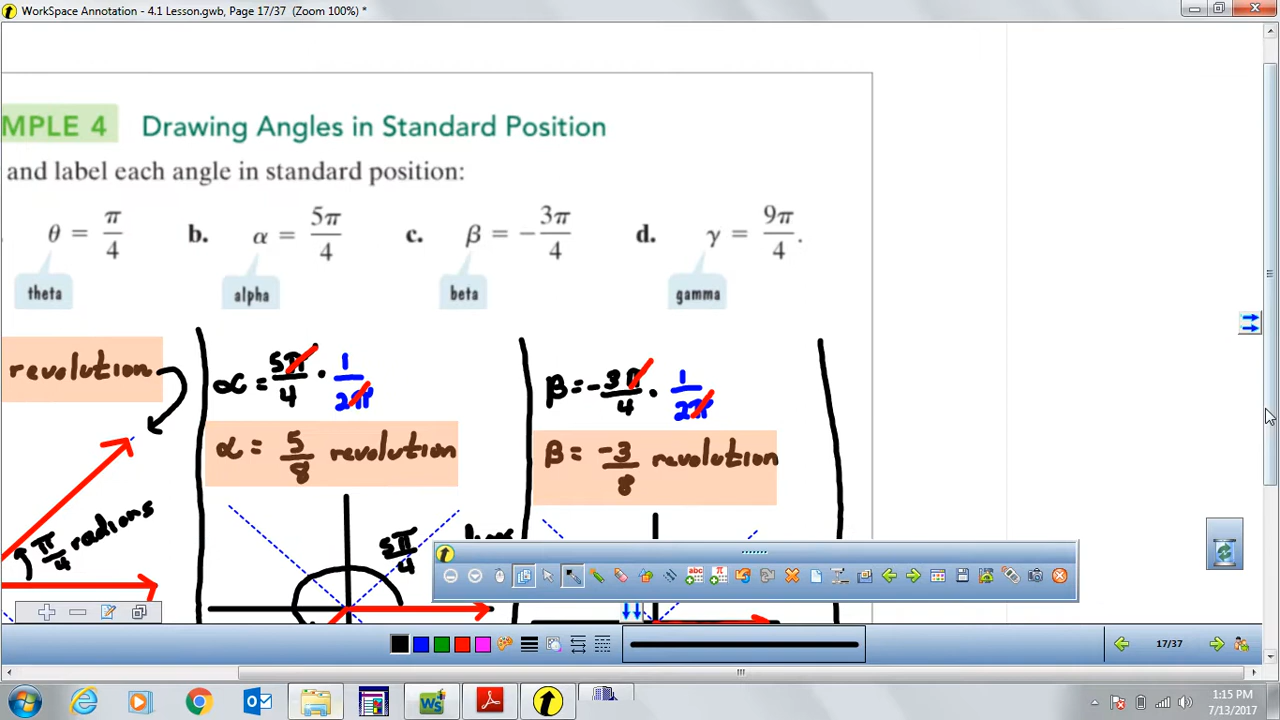 WorkSpace Annotation - 4.1 Lesson.gwb, Page 17/37 (Zoom 100%) *
MPLE 4 Drawing Angles in Standard Position
and label each angle in standard position:
θ = π/4 b. α = 5π/4 c. β = -3π/4 d. γ = 9π/4.
theta alpha beta gamma
revolution
α = 5π/4 · 1/2π
β = -3π/4 · 1/2π
α = 5/8 revolution
β = -3/8 revolution
π/4 radians
5π/4
abc
π
17/37
1:15 PM
7/13/2017